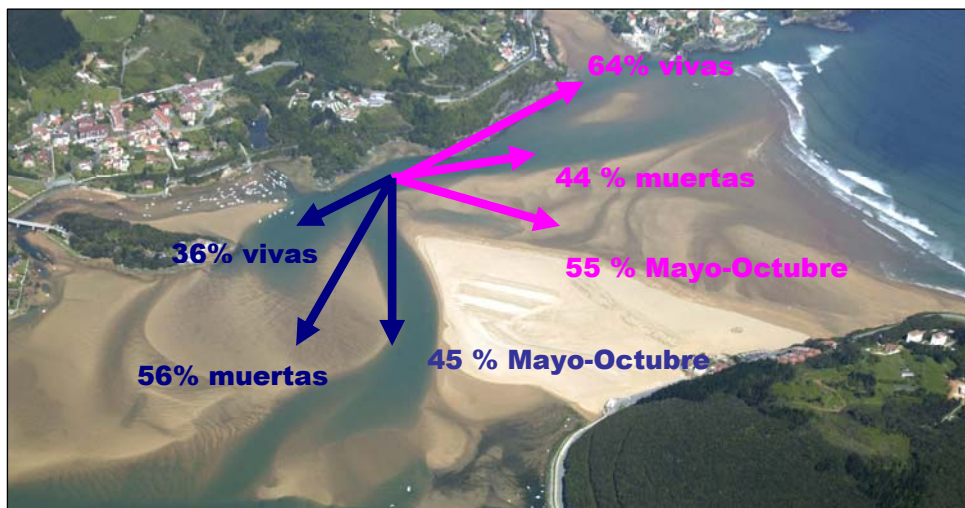 64% vivas
44 % muertas
36% vivas
55 % Mayo-Octubre
45 % Mayo-Octubre
56% muertas